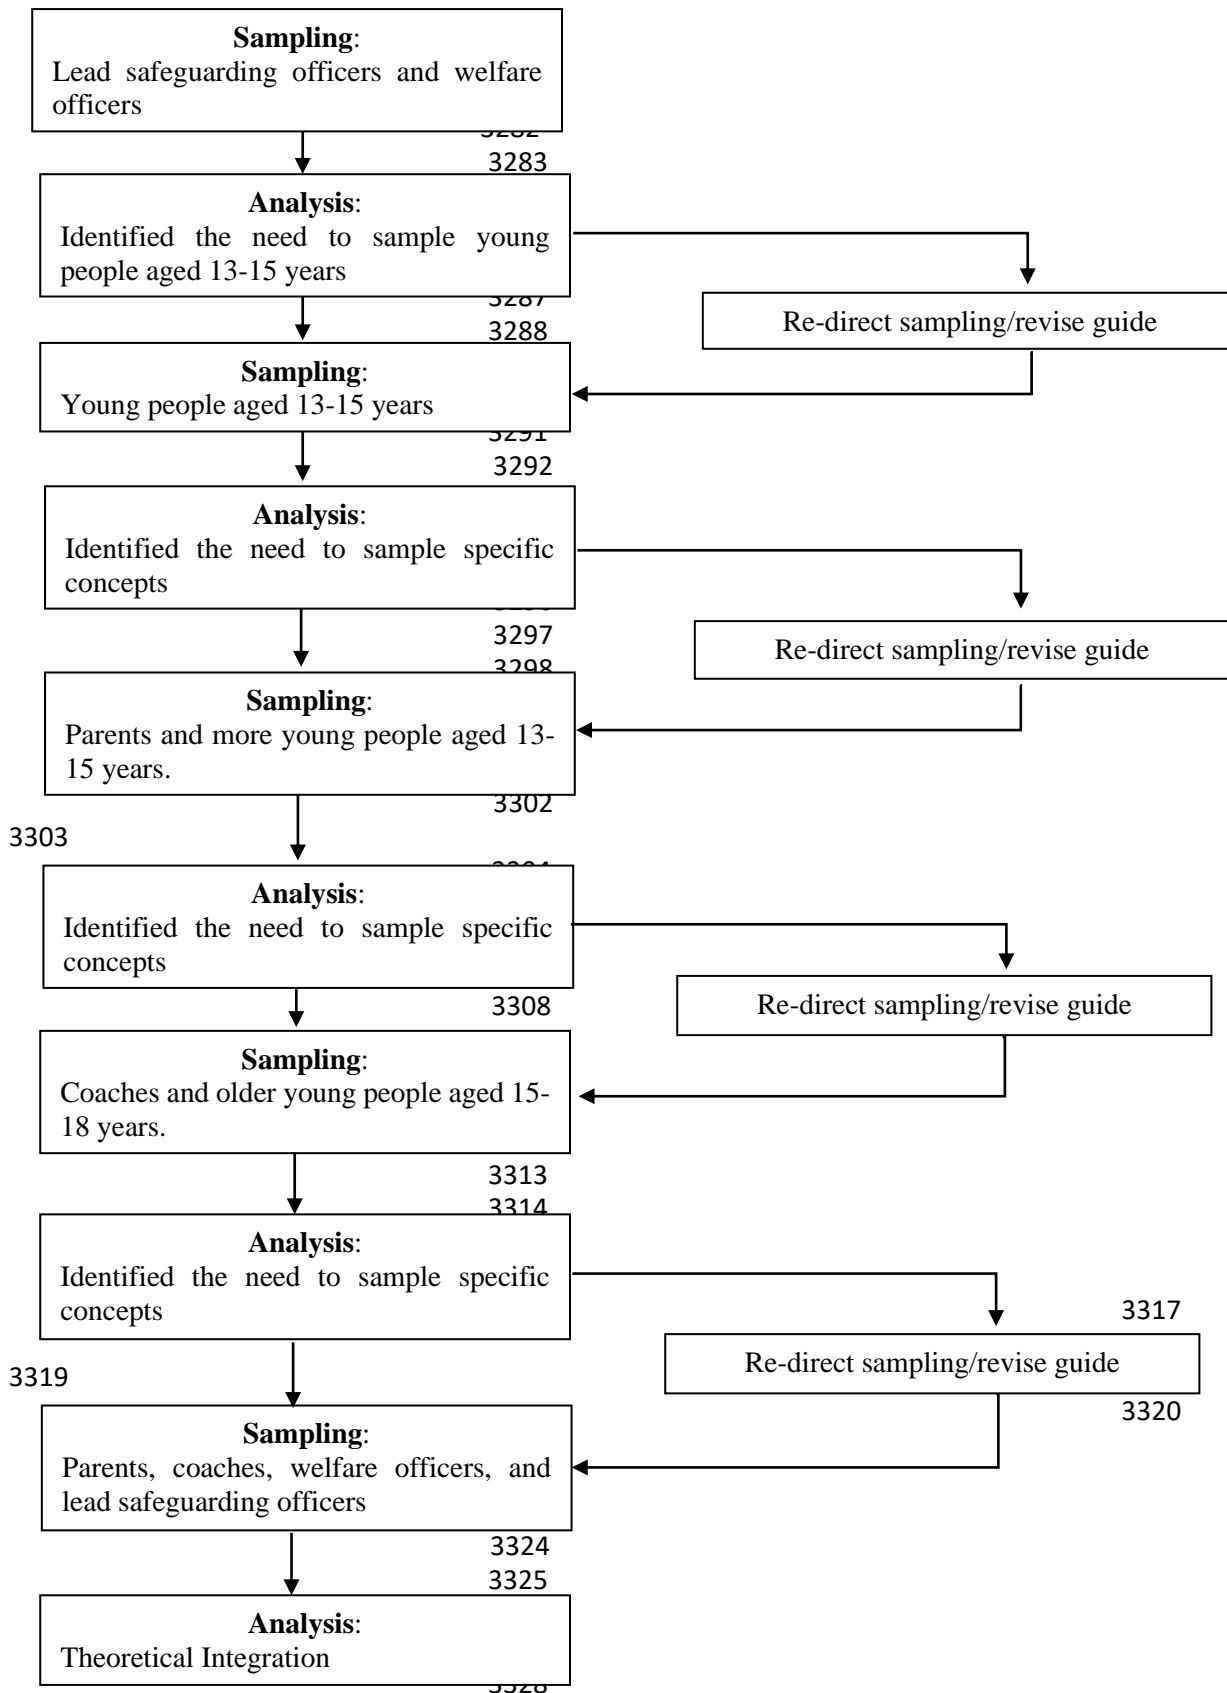 Sampling:
Lead safeguarding officers and welfare
officers
3282
3283
Analysis:
Identified the need to sample young
people aged 13-15 years
Re-direct sampling/revise guide
3287
3288
Sampling:
Young people aged 13-15 years
3291
3292
Analysis:
Identified the need to sample specific
concepts
Re-direct sampling/revise guide
3297
3298
Sampling:
Parents and more young people aged 13-
15 years.
3302
3303
Analysis:
Identified the need to sample specific
concepts
Re-direct sampling/revise guide
3308
Sampling:
Coaches and older young people aged 15-
18 years.
3313
3314
Analysis:
Identified the need to sample specific
concepts
3317
Re-direct sampling/revise guide
3319
3320
Sampling:
Parents, coaches, welfare officers, and
lead safeguarding officers
3324
3325
Analysis:
Theoretical Integration
3328